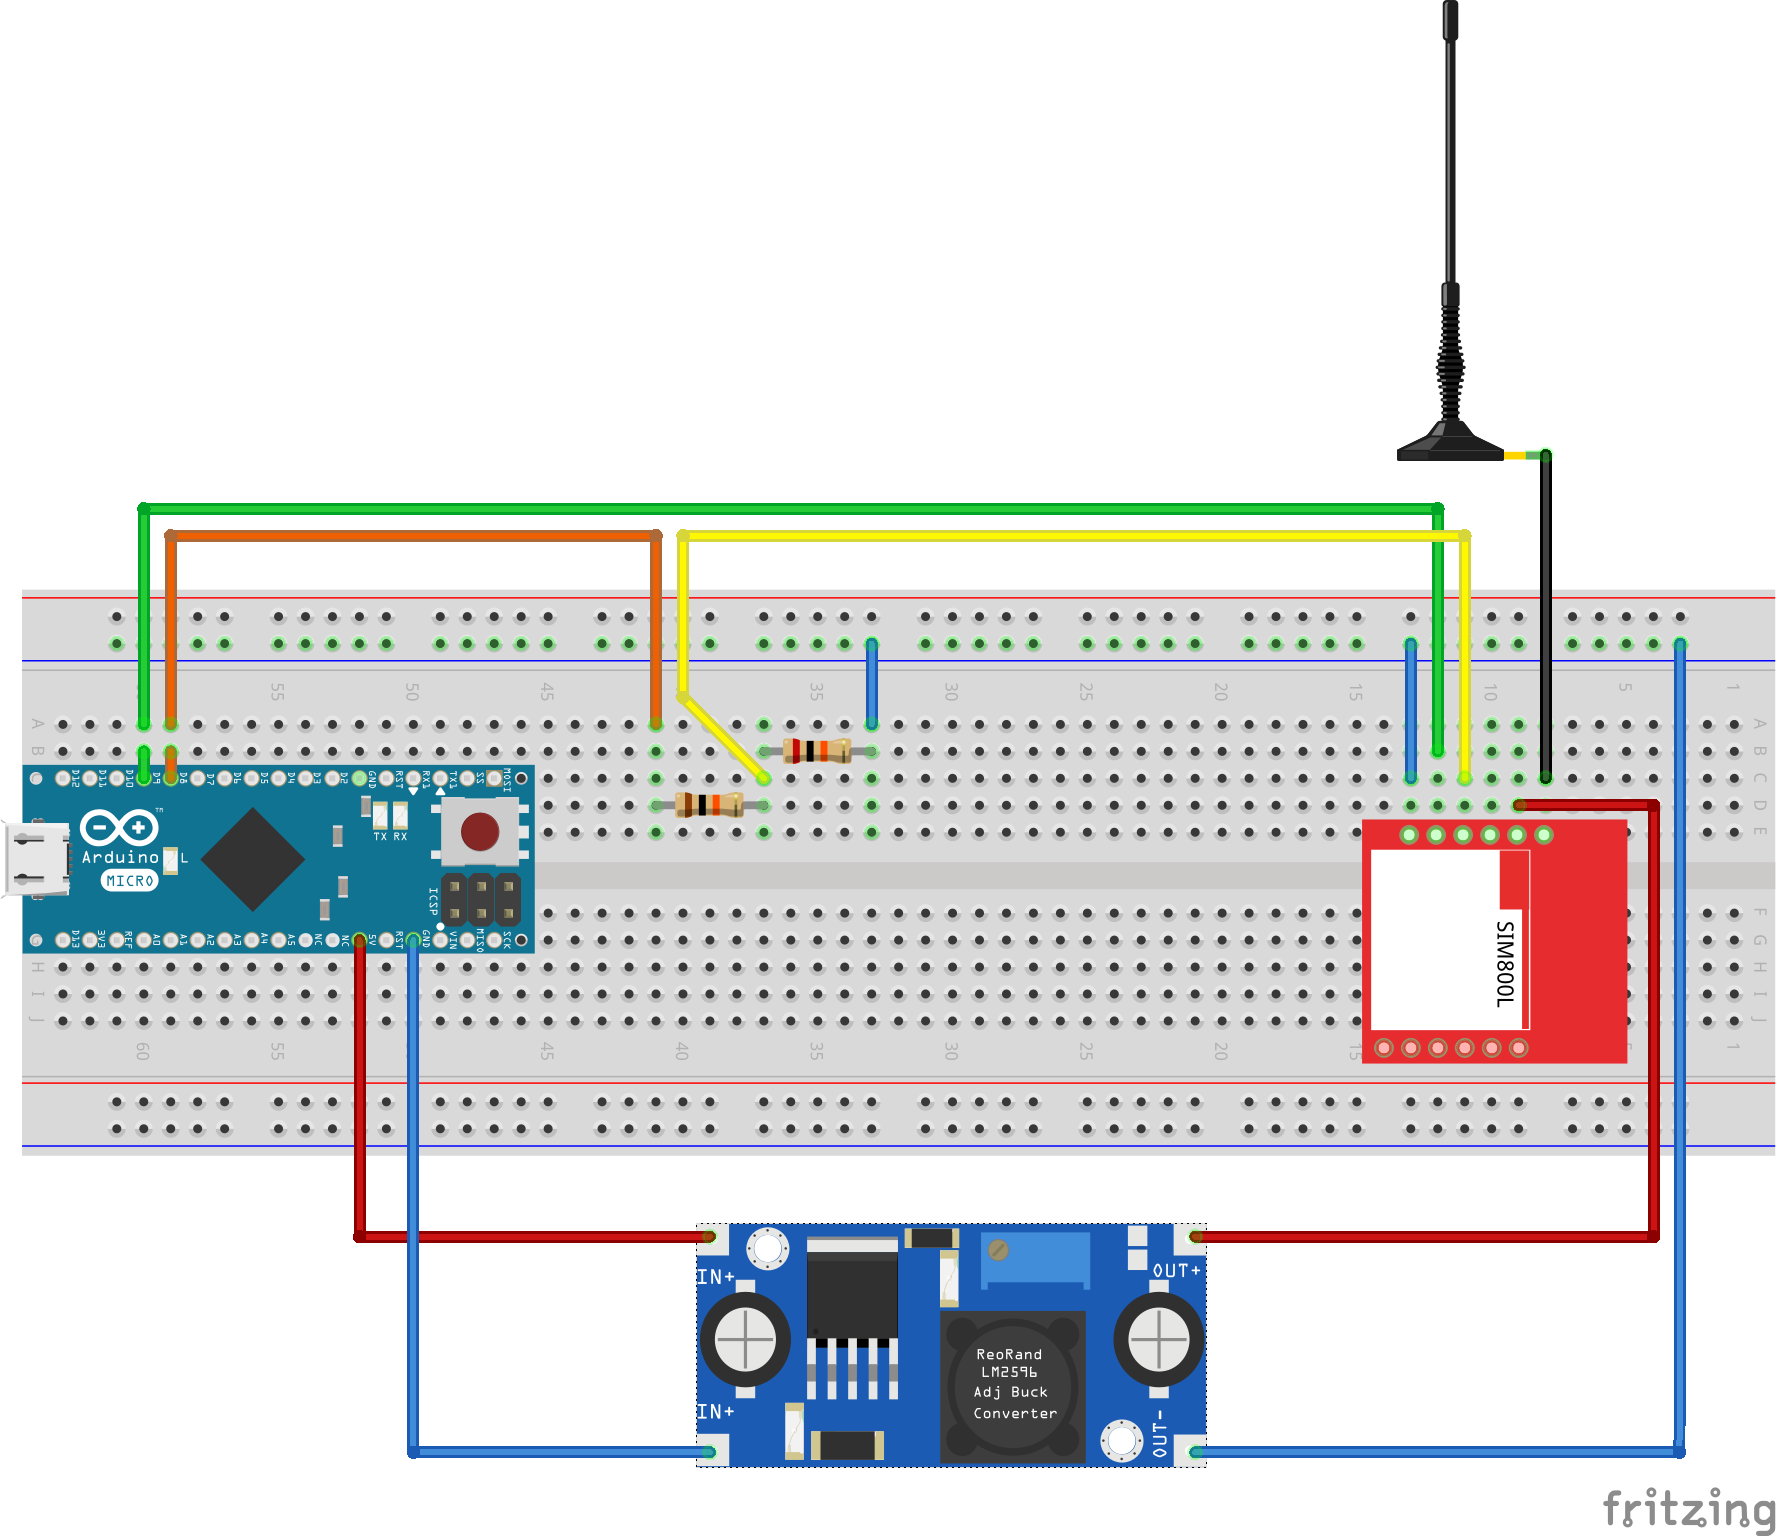 55
50
45
35
30
25
20
15
10
5
1
A
B
A
B
C
D
E
D12
D11
D10
D9
D8
D7
D6
D5
D4
D3
D2
GND
RST
RX1
TX1
SS
MOSI
TM
Arduino
MICRO
L
TX RX
ICSP
D13
3V3
REF
A0
A1
A2
A3
A4
A5
NC
NC
5V
RST
GND
VIN
MISO
SCK
SIM800L
H
I
J
F
G
H
I
J
60
55
45
40
35
30
25
20
15
5
1
IN+
IN+
OUT+
OUT-
ReoRand
LM2596
Adj Buck
Converter
fritzing